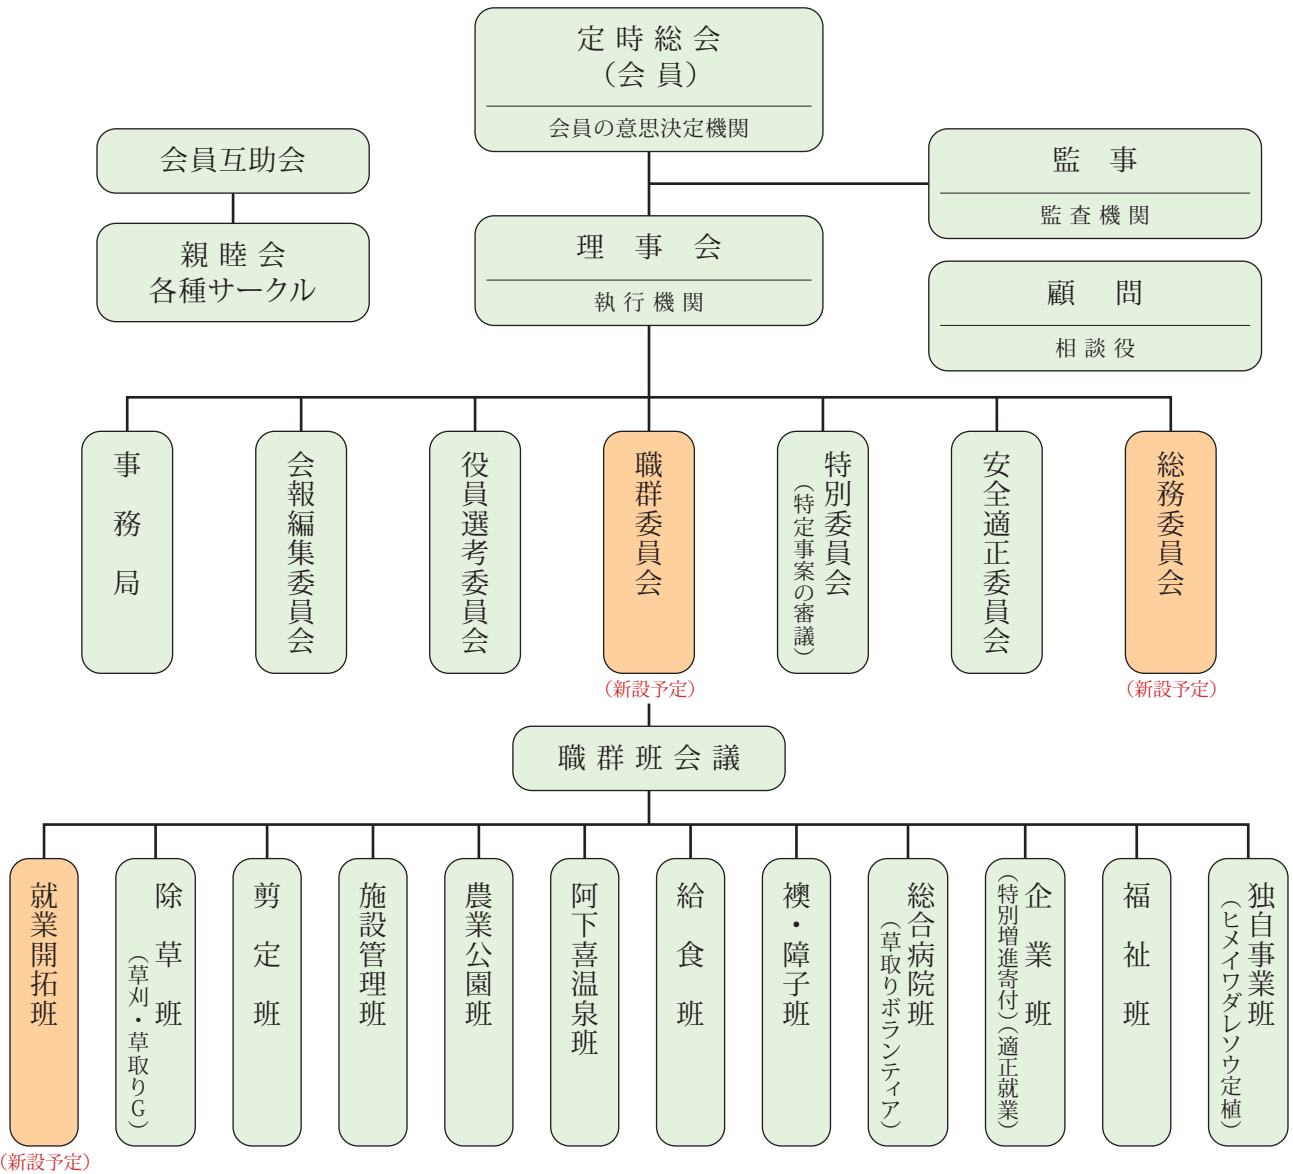 定時総会
（会員）
会員の意思決定機関
会員互助会
親睦会
各種サークル
監事
監査機関
理事会
執行機関
顧問
相談役
事務局
会報編集委員会
役員選考委員会
職群委員会
（新設予定）
特別委員会
（特定事案の審議）
安全適正委員会
総務委員会
（新設予定）
職群班会議
就業開拓班
（新設予定）
除草班
（草刈・草取りG）
剪定班
施設管理班
農業公園班
阿下喜温泉班
給食班
襖・障子班
総合病院班
（草取りボランティア）
企業班
（特別増進寄付）（適正就業）
福祉班
独自事業班
（ヒメイワダレソウ定植）